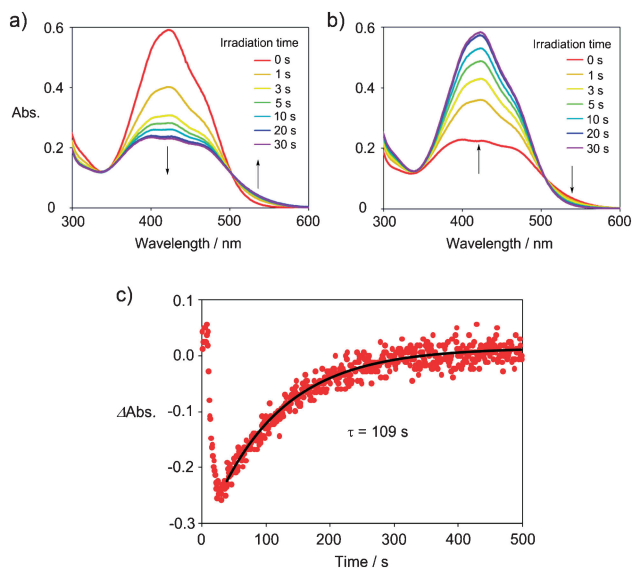 a)
Irradiation time
0 s
1 s
3 s
5 s
10 s
20 s
30 s
0.6
0.4
0.2
0
Abs.
300 400 500 600
Wavelength / nm
b)
Irradiation time
0 s
1 s
3 s
5 s
10 s
20 s
30 s
0.6
0.4
0.2
0
300 400 500 600
Wavelength / nm
c)
0.1
0.0
-0.1
-0.2
-0.3
ΔAbs.
τ = 109 s
0 100 200 300 400 500
Time / s